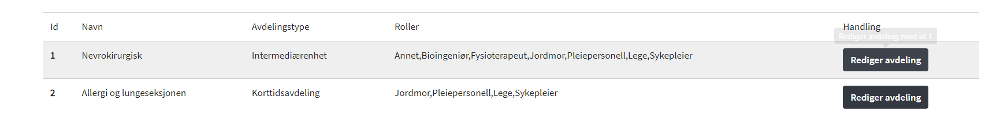 Id Navn Avdelingstype Roller Handling
Rediger avdeling med id 1
1 Nevrokirurgisk Intermediærenhet Annet,Bioingeniør,Fysioterapeut,Jordmor,Pleiepersonell,Lege,Sykepleier Rediger avdeling
2 Allergi og lungeseksjonen Korttidsavdeling Jordmor,Pleiepersonell,Lege,Sykepleier Rediger avdeling